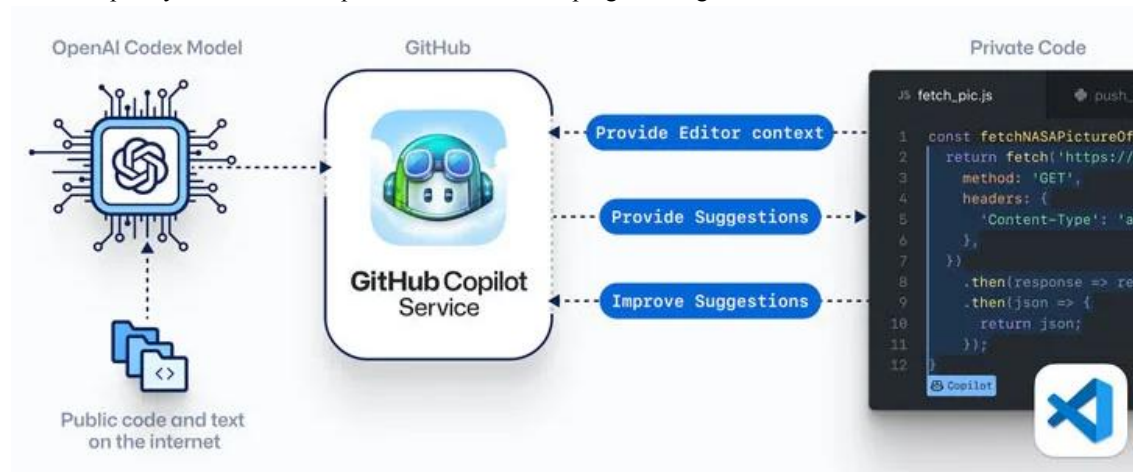 OpenAI Codex Model
GitHub
Private Code
GitHub Copilot
Service
Public code and text
on the internet
Provide Editor context
Provide Suggestions
Improve Suggestions
JS fetch_pic.js
push_
1 const fetchNASAPictureOf
2 return fetch('https://
3 method: 'GET',
4 headers: {
5 'Content-Type': 'a
6 },
7 })
8 .then(response => re
9 .then(json => {
10 return json;
11 });
12 }
Copilot